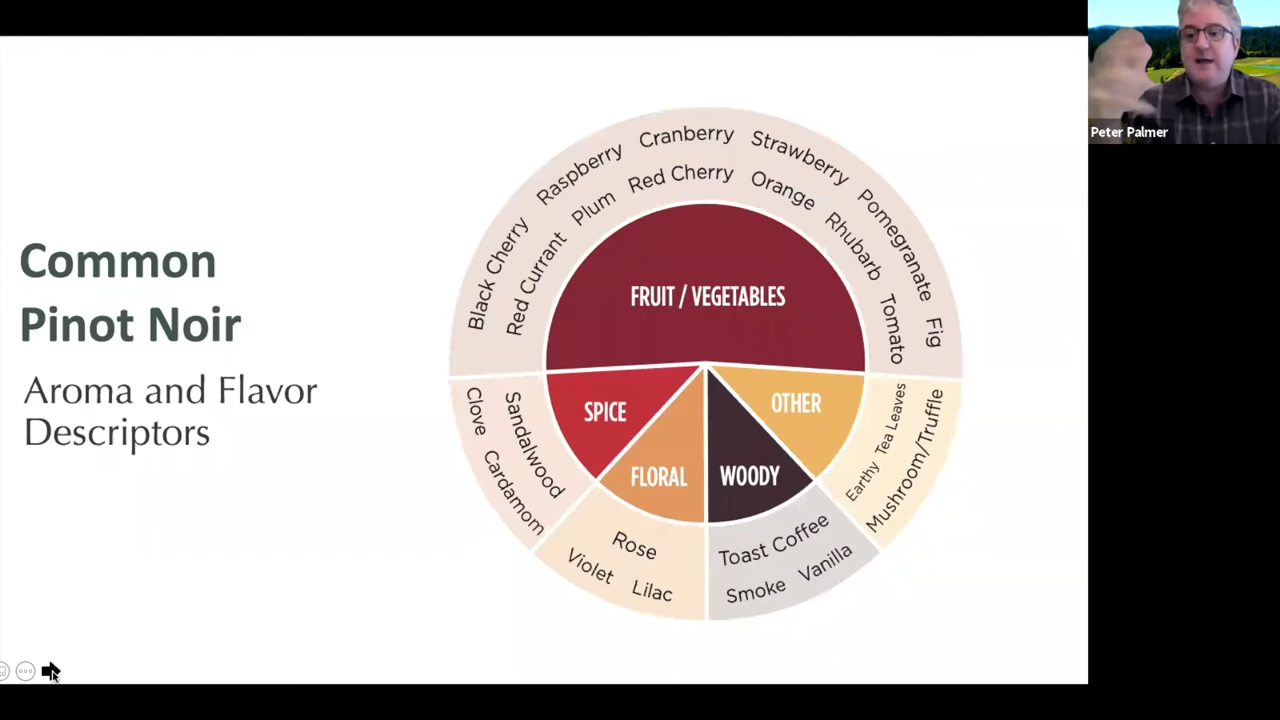 Common
Pinot Noir
Aroma and Flavor
Descriptors
FRUIT / VEGETABLES
Black Cherry
Raspberry
Cranberry
Strawberry
Pomegranate
Fig
Red Currant
Plum
Red Cherry
Orange
Rhubarb
Tomato
SPICE
Clove
Sandalwood
Cardamom
FLORAL
Rose
Violet
Lilac
WOODY
Toast Coffee
Smoke Vanilla
OTHER
Earthy Tea Leaves
Mushroom/Truffle
Peter Palmer